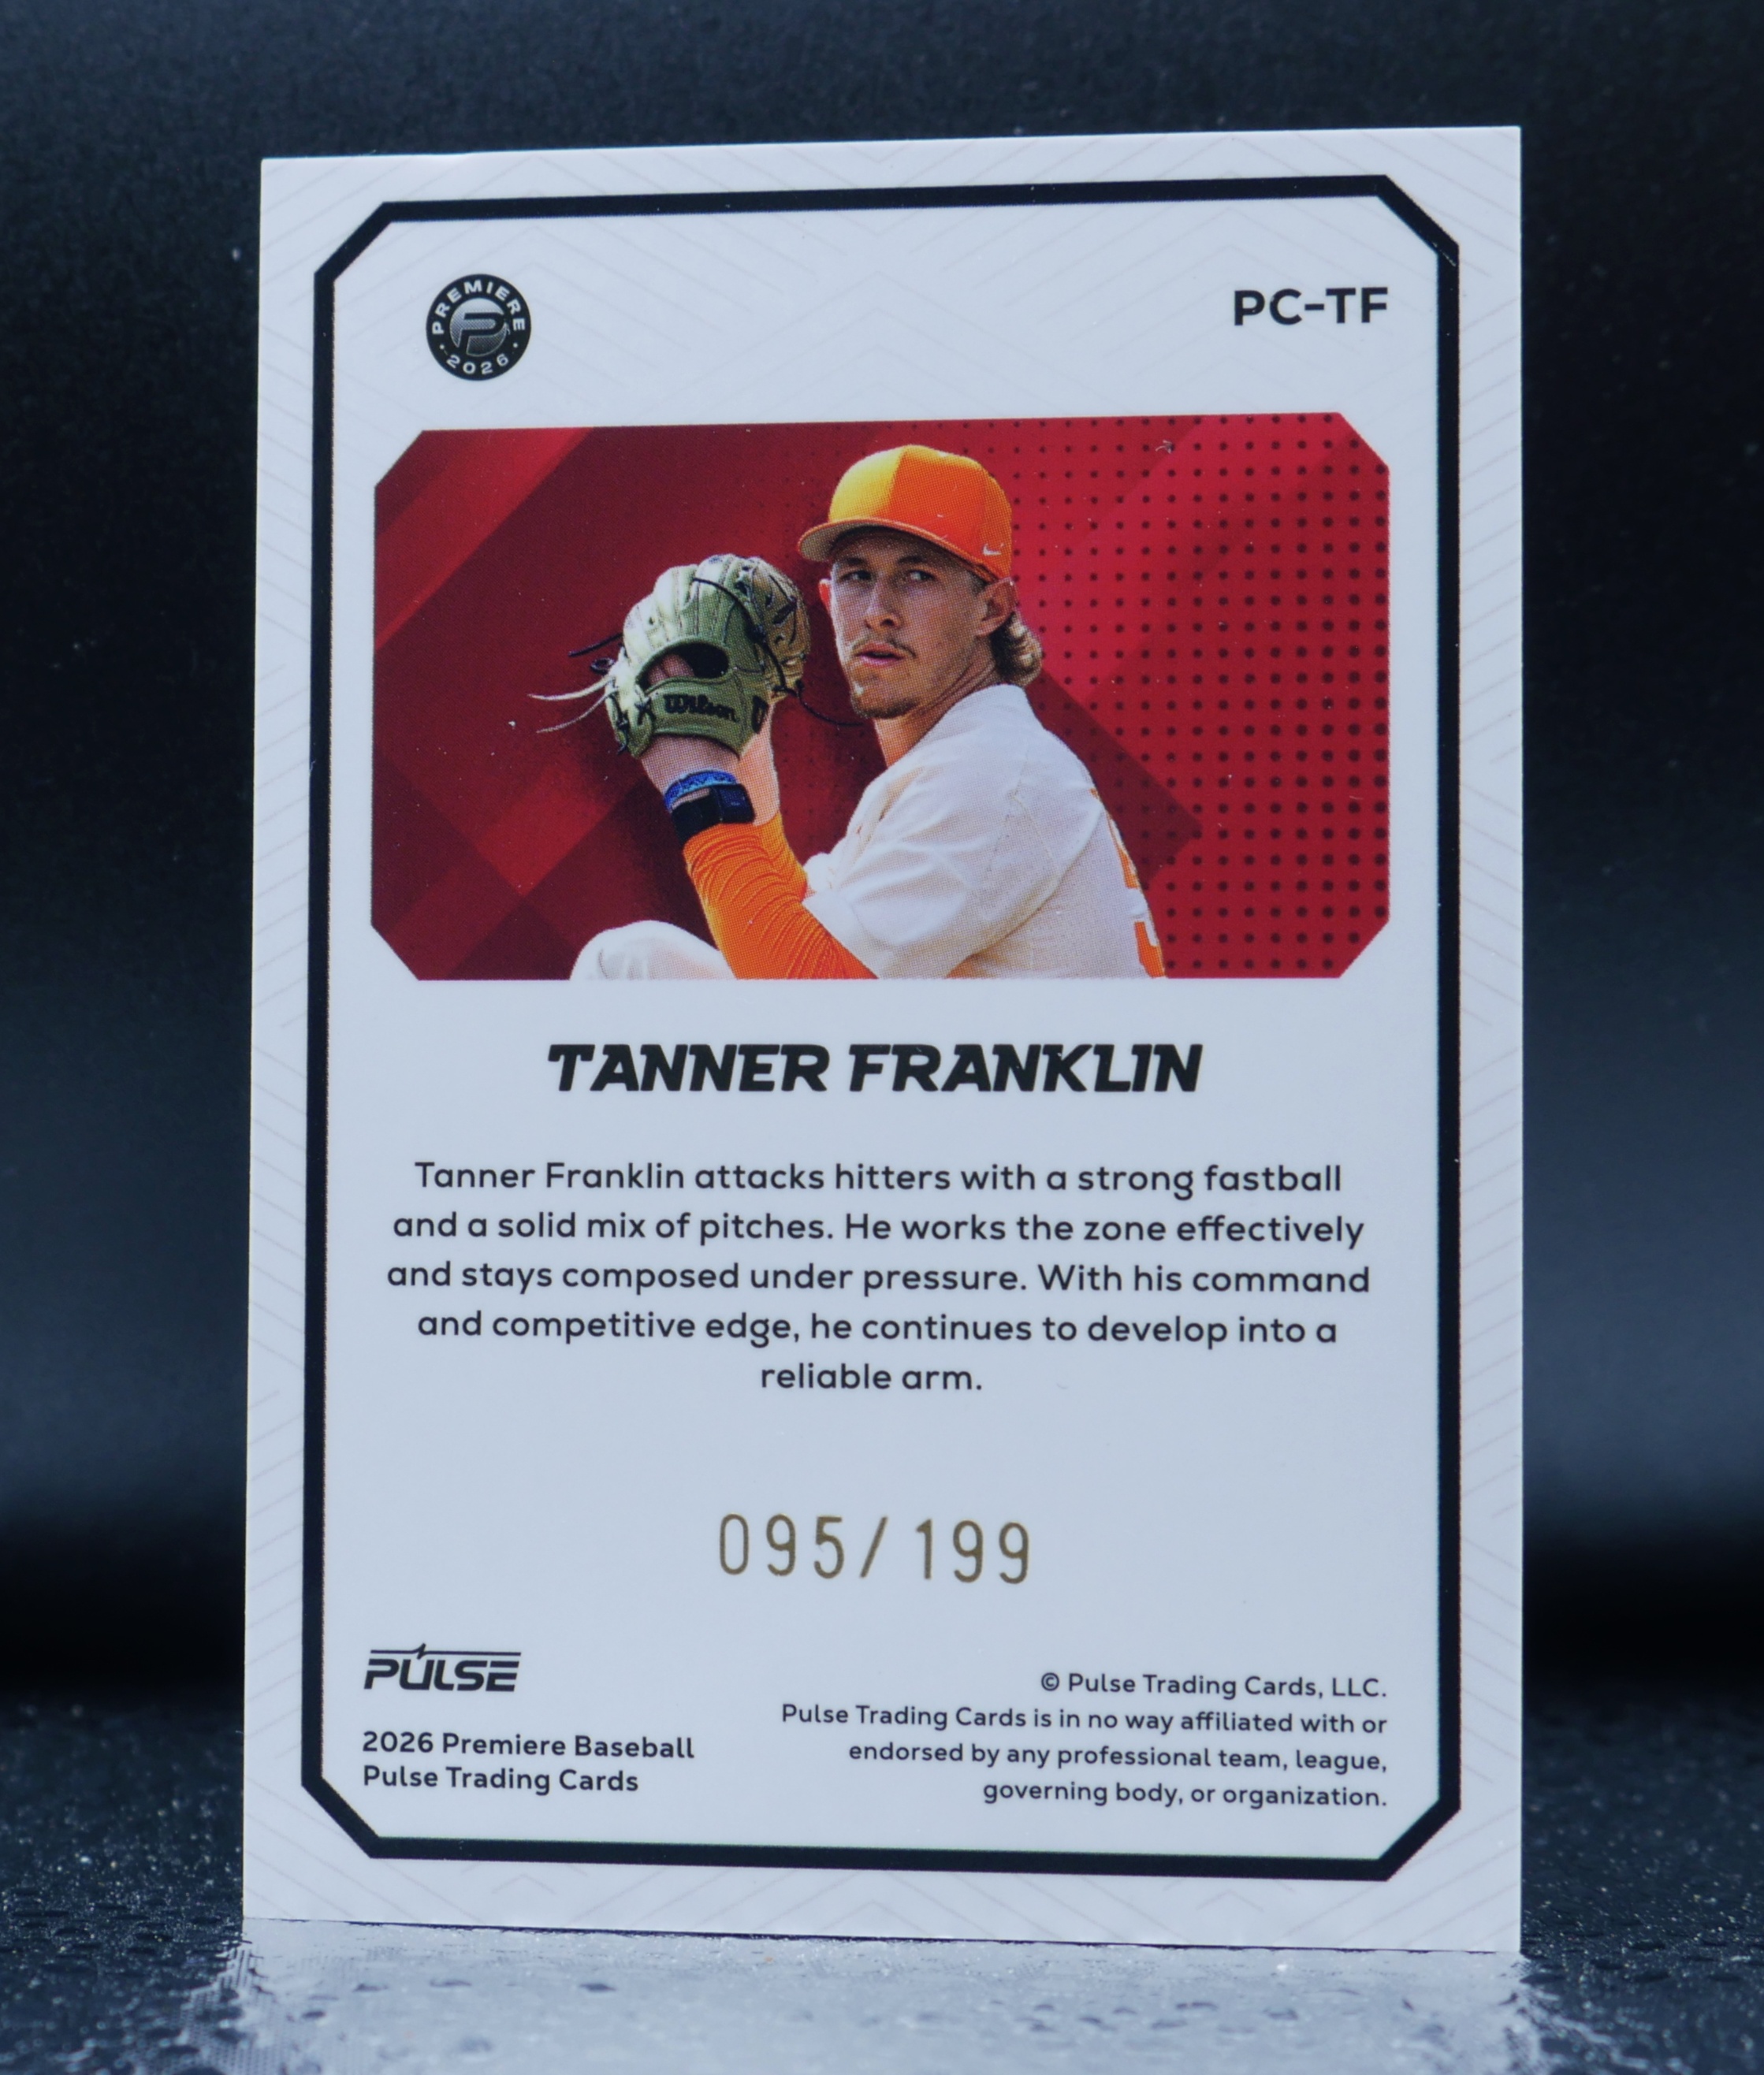 PREMIERE
P
2026
PC-TF
Wilson
TANNER FRANKLIN
Tanner Franklin attacks hitters with a strong fastball
and a solid mix of pitches. He works the zone effectively
and stays composed under pressure. With his command
and competitive edge, he continues to develop into a
reliable arm.
095/199
PULSE
2026 Premiere Baseball
Pulse Trading Cards
© Pulse Trading Cards, LLC.
Pulse Trading Cards is in no way affiliated with or
endorsed by any professional team, league,
governing body, or organization.